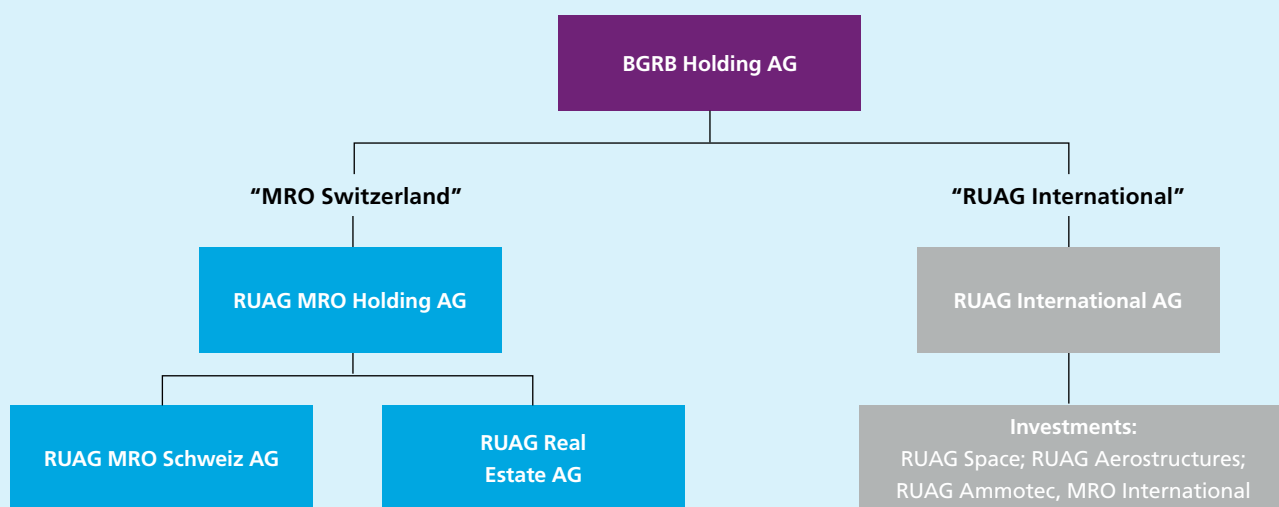 BGRB Holding AG
“MRO Switzerland”
“RUAG International”
RUAG MRO Holding AG
RUAG International AG
RUAG MRO Schweiz AG
RUAG Real
Estate AG
Investments:
RUAG Space; RUAG Aerostructures;
RUAG Ammotec, MRO International